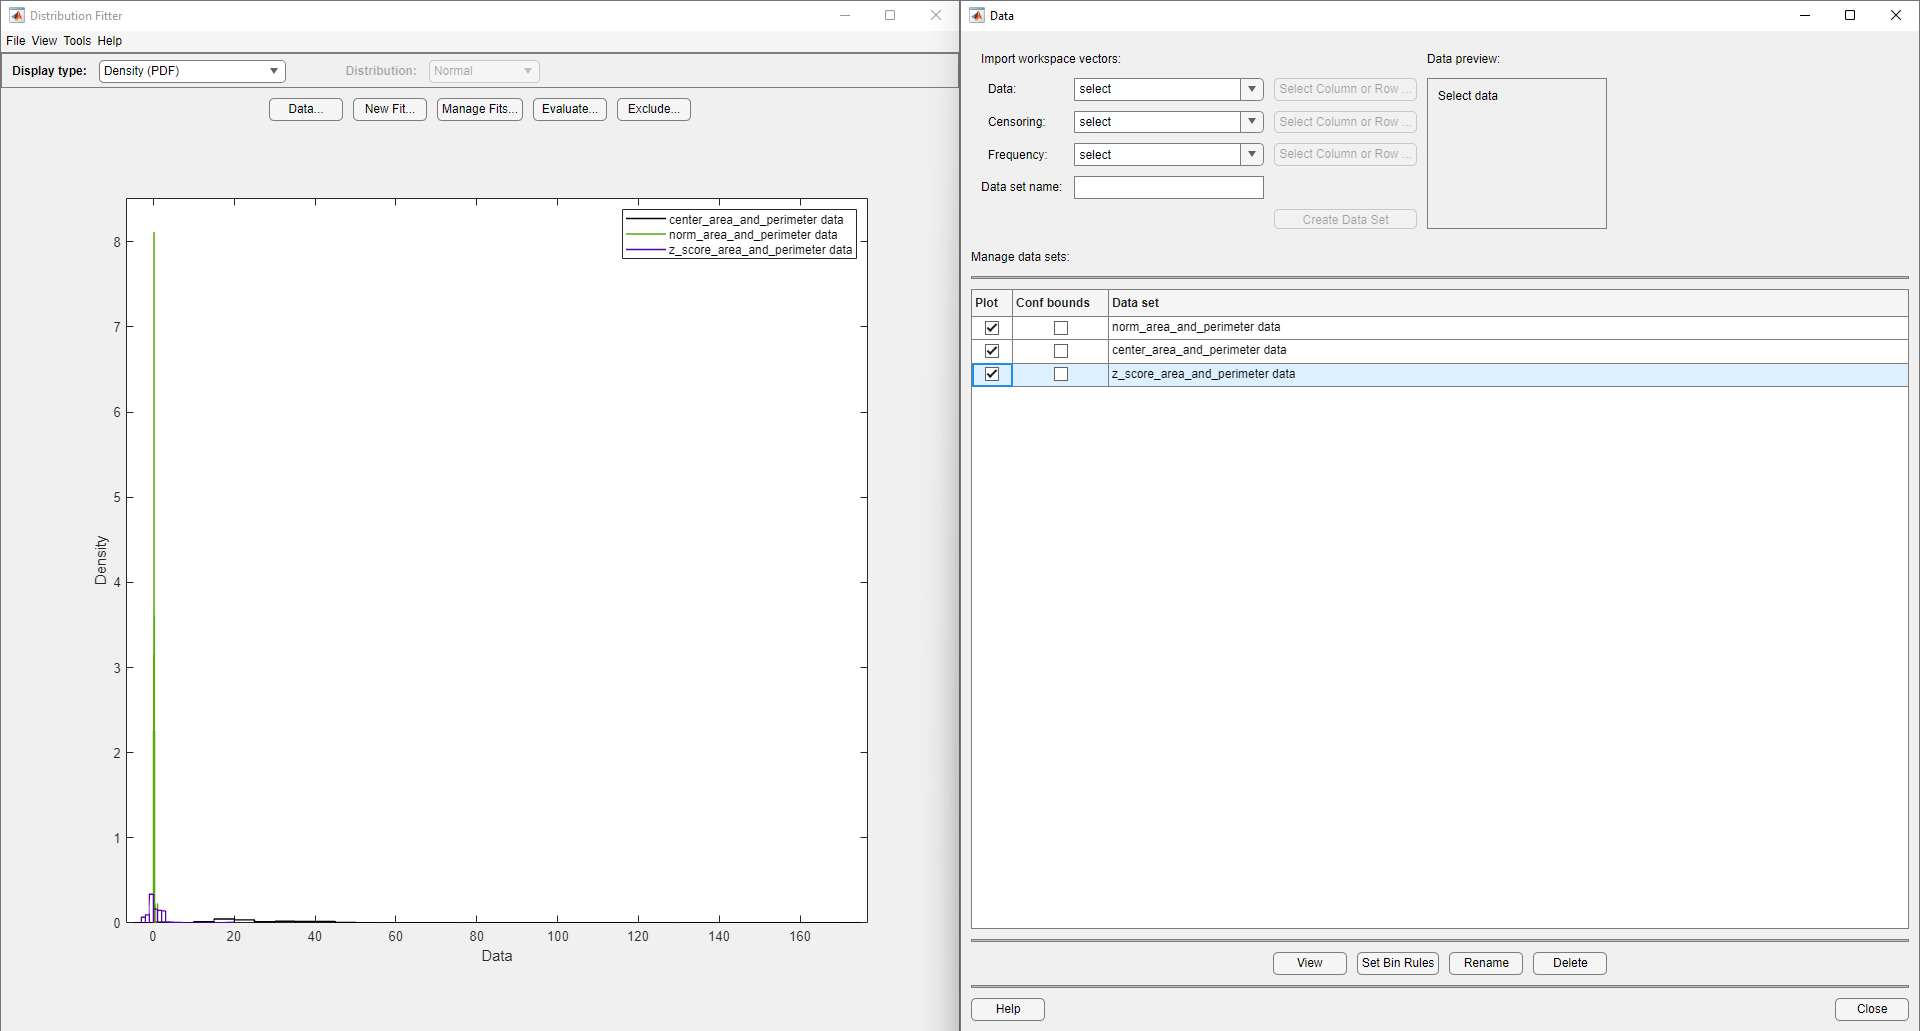 Distribution Fitter
File View Tools Help
Display type: Density (PDF) Distribution: Normal
Data... New Fit... Manage Fits... Evaluate... Exclude...
center_area_and_perimeter data
norm_area_and_perimeter data
z_score_area_and_perimeter data
8
7
6
5
4
3
2
1
0
Density
0 20 40 60 80 100 120 140 160
Data
Data
Import workspace vectors: Data preview:
Data: select Select Column or Row ... Select data
Censoring: select Select Column or Row ...
Frequency: select Select Column or Row ...
Data set name:
Create Data Set
Manage data sets:
Plot Conf bounds Data set
norm_area_and_perimeter data
center_area_and_perimeter data
z_score_area_and_perimeter data
View Set Bin Rules Rename Delete
Help Close